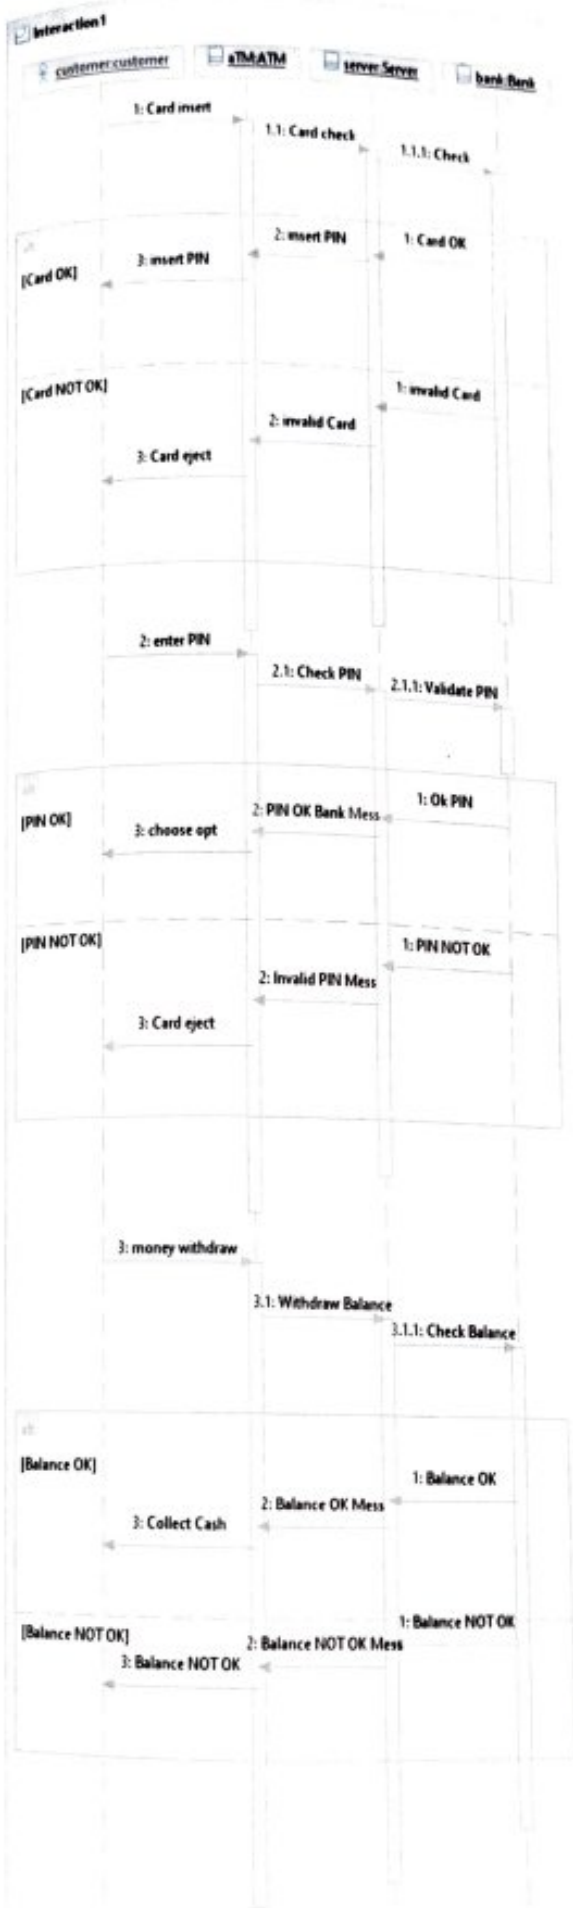 Interaction1
customer:customer
aTM:ATM
server:Server
bank:Bank
1: Card insert
1.1: Card check
1.1.1: Check
[Card OK]
1: Card OK
2: insert PIN
3: insert PIN
[Card NOT OK]
1: invalid Card
2: invalid Card
3: Card eject
2: enter PIN
2.1: Check PIN
2.1.1: Validate PIN
[PIN OK]
1: Ok PIN
2: PIN OK Bank Mess
3: choose opt
[PIN NOT OK]
1: PIN NOT OK
2: Invalid PIN Mess
3: Card eject
3: money withdraw
3.1: Withdraw Balance
3.1.1: Check Balance
[Balance OK]
1: Balance OK
2: Balance OK Mess
3: Collect Cash
[Balance NOT OK]
1: Balance NOT OK
2: Balance NOT OK Mess
3: Balance NOT OK